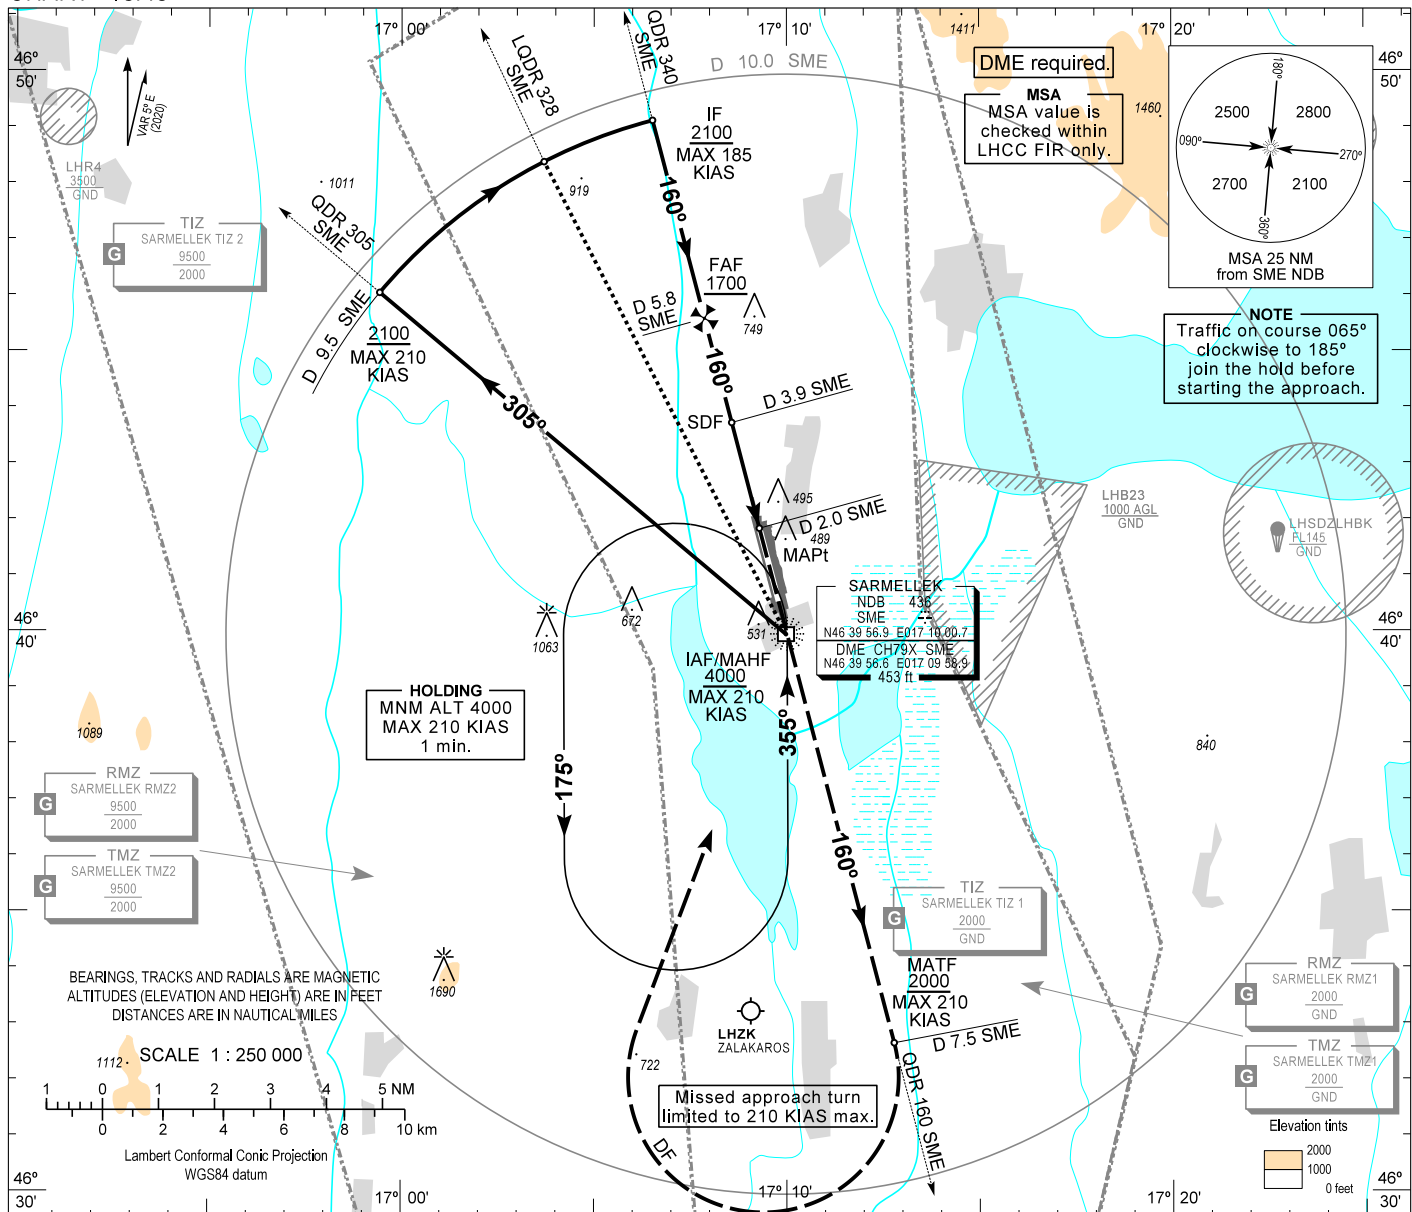 17° 00'
17° 10'
17° 20'
46°
50'
46°
50'
VAR 5° E
(2020)
LHR4
3500
GND
TIZ
SARMELLEK TIZ 2
G
9500
2000
1011
QDR 305
SME
LQDR 328
SME
QDR 340
SME
D 10.0 SME
1411
DME required.
MSA
MSA value is
checked within
LHCC FIR only.
1460
180°
2500
2800
090°
270°
2700
2100
360°
MSA 25 NM
from SME NDB
IF
2100
MAX 185
KIAS
919
160°
FAF
1700
749
D 5.8
SME
D 9.5 SME
2100
MAX 210
KIAS
NOTE
Traffic on course 065°
clockwise to 185°
join the hold before
starting the approach.
160°
D 3.9 SME
SDF
305°
495
D 2.0 SME
489
MAPt
LHB23
1000 AGL
GND
LHSDZLHBK
FL145
GND
SARMELLEK
NDB 436
SME
N46 39 56.9 E017 10 00.7
DME CH79X SME
N46 39 56.6 E017 09 58.9
453 ft
46°
40'
46°
40'
1063
672
531
IAF/MAHF
4000
MAX 210
KIAS
HOLDING
MNM ALT 4000
MAX 210 KIAS
1 min.
355°
175°
1089
840
RMZ
SARMELLEK RMZ2
G
9500
2000
TMZ
SARMELLEK TMZ2
G
9500
2000
160°
TIZ
SARMELLEK TIZ 1
G
2000
GND
MATF
2000
MAX 210
KIAS
D 7.5 SME
QDR 160 SME
RMZ
SARMELLEK RMZ1
G
2000
GND
TMZ
SARMELLEK TMZ1
G
2000
GND
BEARINGS, TRACKS AND RADIALS ARE MAGNETIC
ALTITUDES (ELEVATION AND HEIGHT) ARE IN FEET
DISTANCES ARE IN NAUTICAL MILES
1690
LHZK
ZALAKAROS
722
Missed approach turn
limited to 210 KIAS max.
DF
1112
SCALE 1 : 250 000
1 0 1 2 3 4 5 NM
0 2 4 6 8 10 km
Lambert Conformal Conic Projection
WGS84 datum
Elevation tints
2000
1000
0 feet
46°
30'
46°
30'
17° 00'
17° 10'
17° 20'